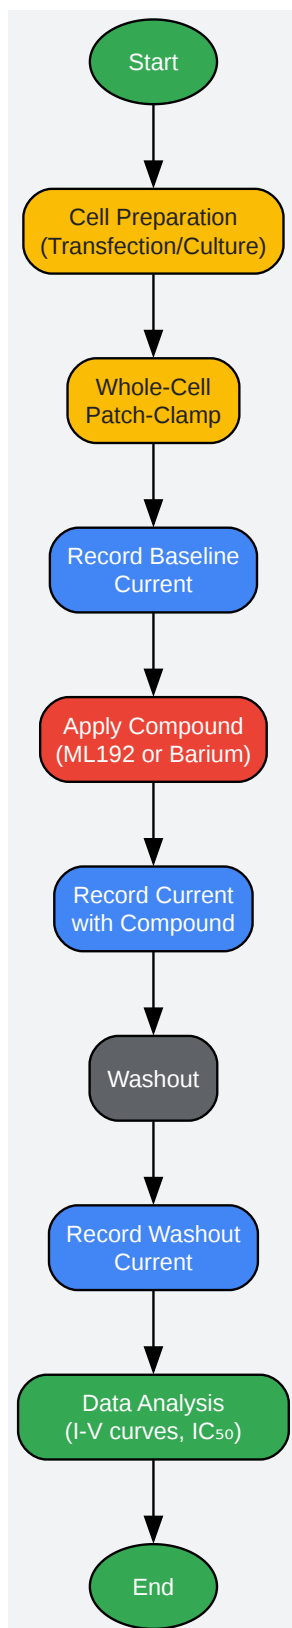 Start
Cell Preparation
(Transfection/Culture)
Whole-Cell
Patch-Clamp
Record Baseline
Current
Apply Compound
(ML192 or Barium)
Record Current
with Compound
Washout
Record Washout
Current
Data Analysis
(I-V curves, IC₅₀)
End